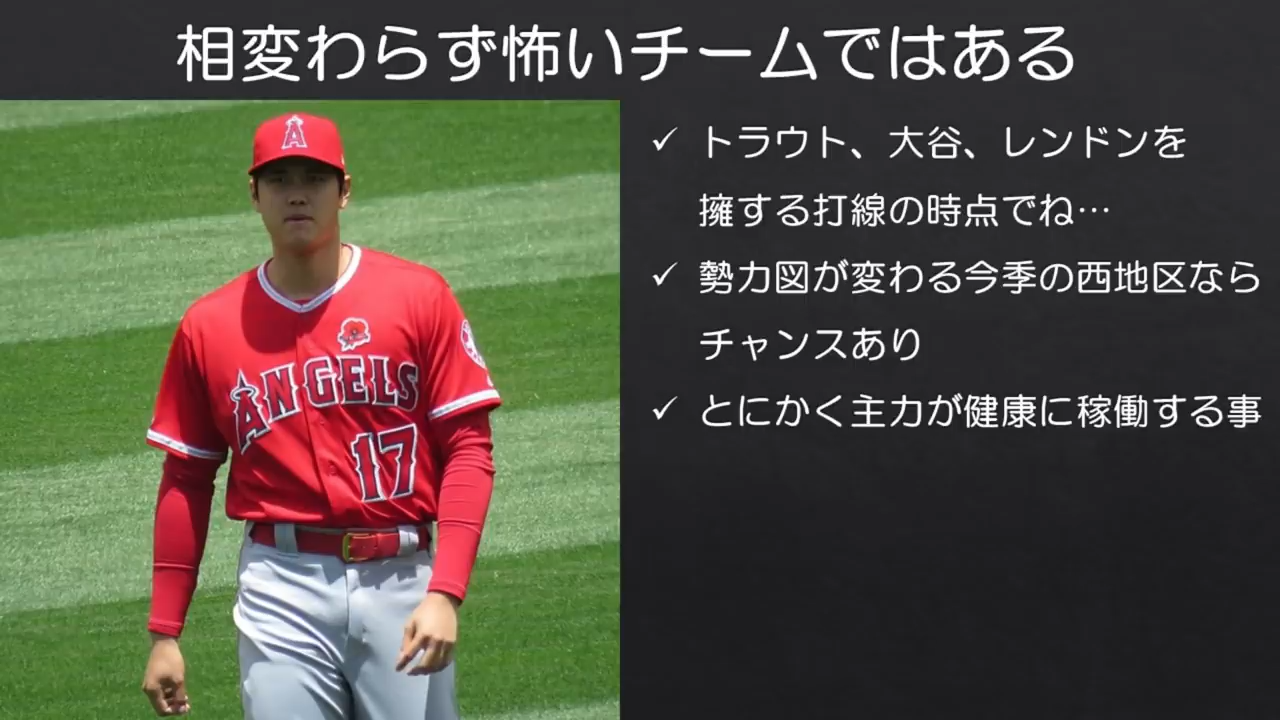 相変わらず怖いチームではある
✓ トラウト、大谷、レンドンを
擁する打線の時点でね…
✓ 勢力図が変わる今季の西地区なら
チャンスあり
✓ とにかく主力が健康に稼働する事
A
ANGELS
17